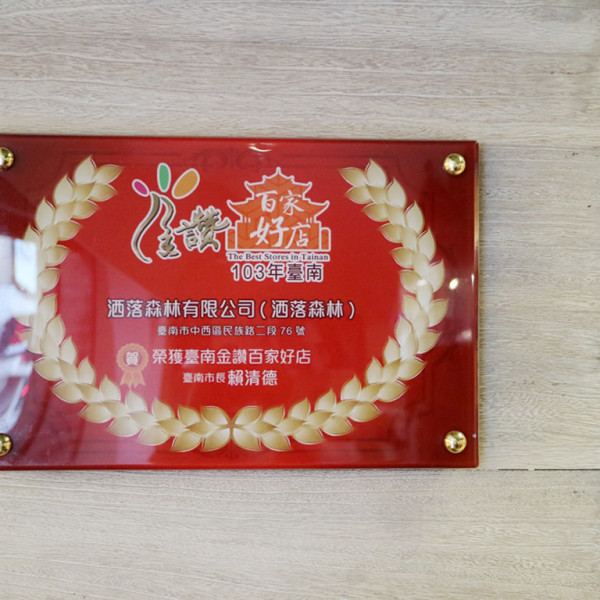 金讚
百家
好店
The Best Stores in Tainan
103年臺南
洒落森林有限公司(洒落森林)
臺南市中西區民族路二段76號
賀 榮獲臺南金讚百家好店
臺南市長 賴清德